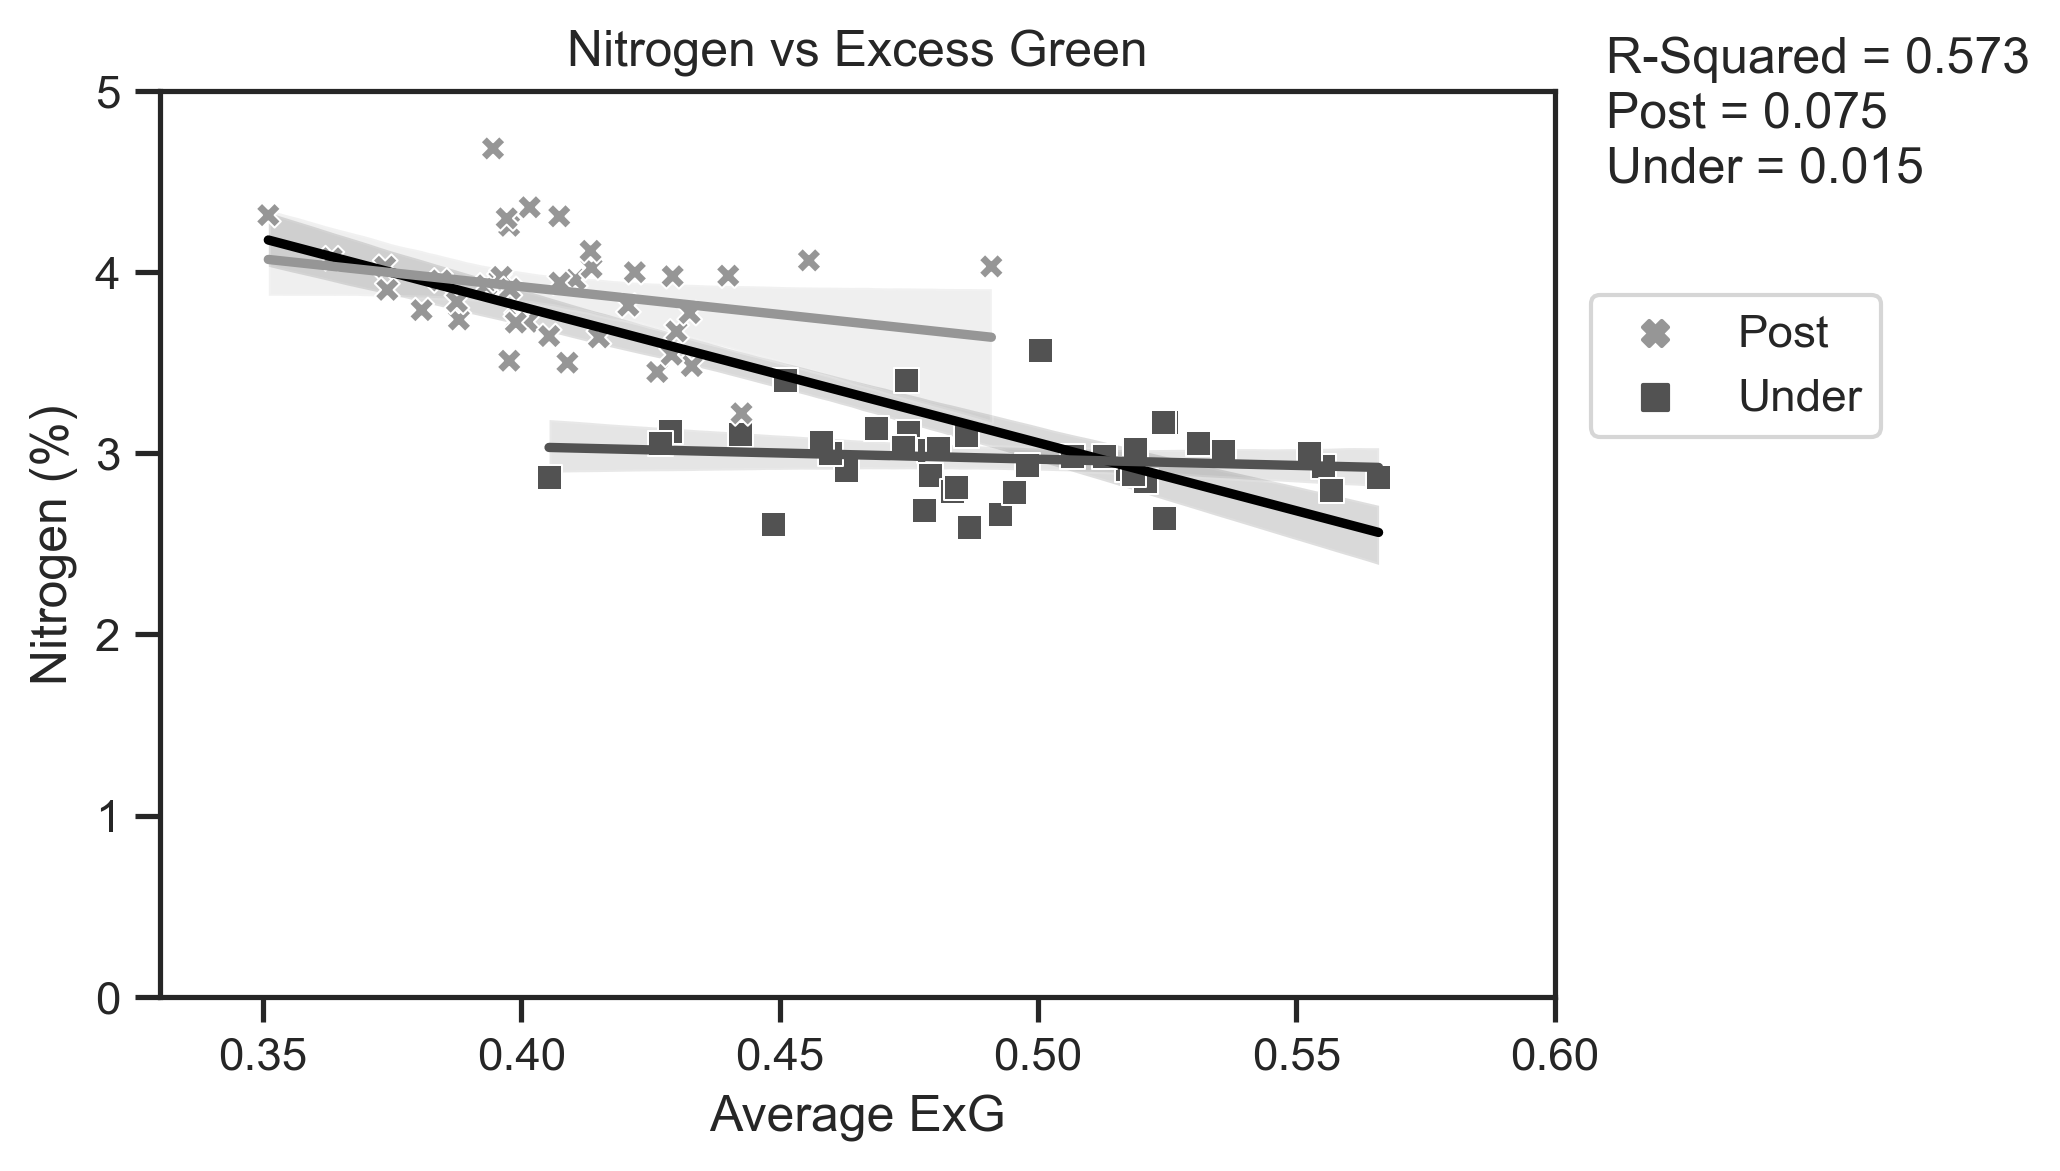 Nitrogen vs Excess Green
R-Squared = 0.573
Post = 0.075
Under = 0.015
Post
Under
Nitrogen (%)
5
4
3
2
1
0
0.35 0.40 0.45 0.50 0.55 0.60
Average ExG